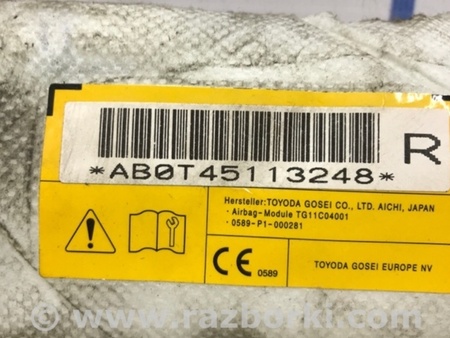 R
*AB0T45113248*
Hersteller:TOYODA GOSEI CO., LTD. AICHI, JAPAN
- Airbag-Module TG11C04001
- 0589-P1-000281
CE 0589
TOYODA GOSEI EUROPE NV
© www.razborki.com